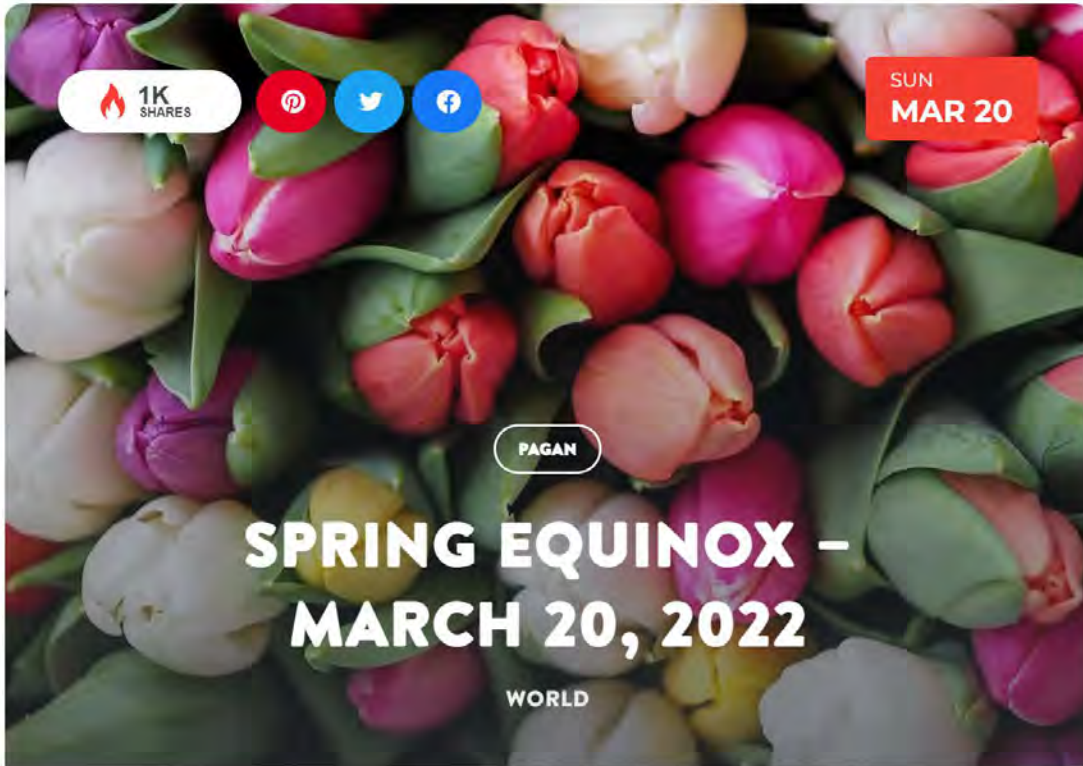 1K
SHARES
SUN
MAR 20
PAGAN
SPRING EQUINOX –
MARCH 20, 2022
WORLD